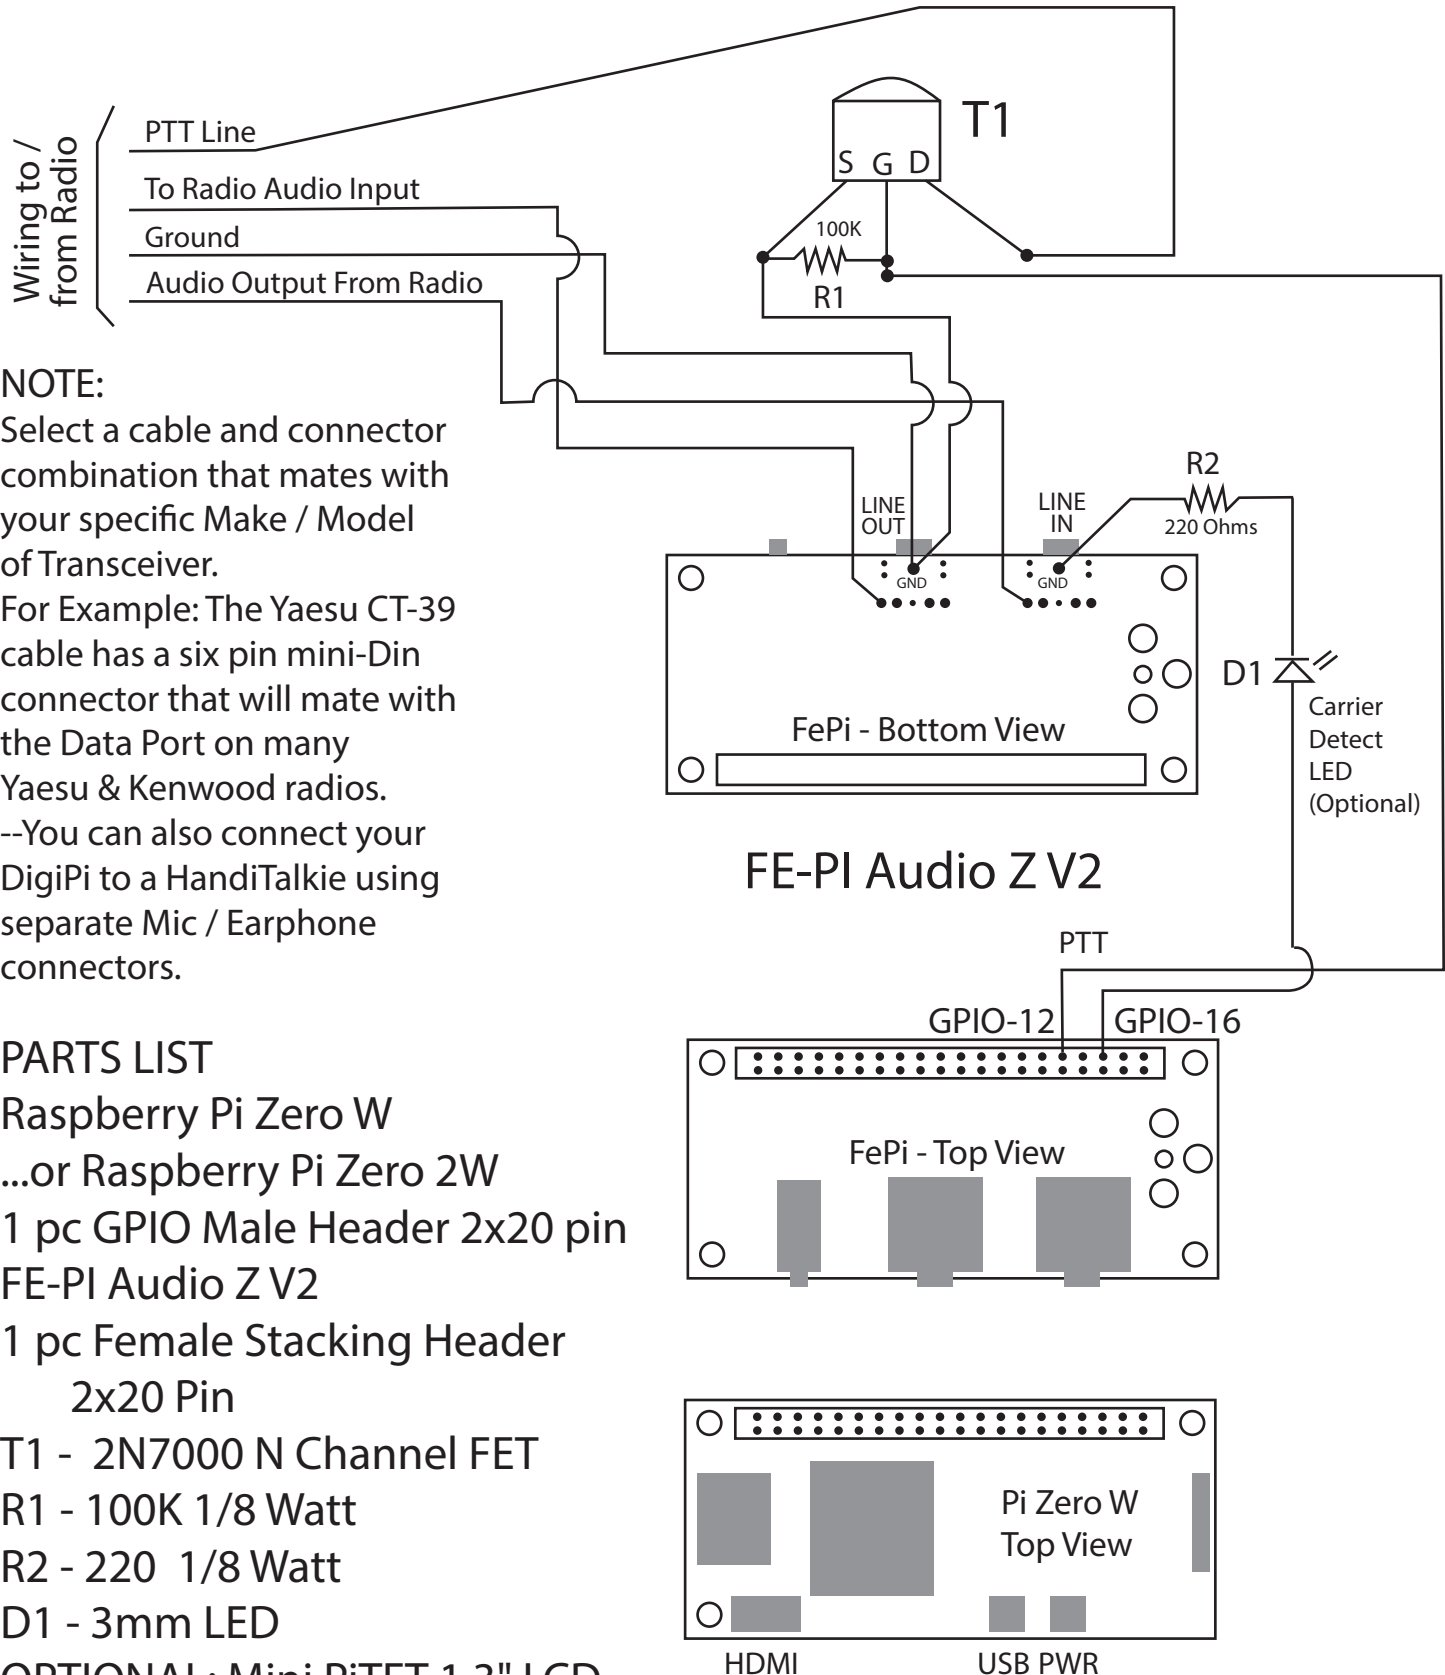 Wiring to /
from Radio
PTT Line
To Radio Audio Input
Ground
Audio Output From Radio
T1
S G D
100K
R1
NOTE:
Select a cable and connector
combination that mates with
your specific Make / Model
of Transceiver.
For Example: The Yaesu CT-39
cable has a six pin mini-Din
connector that will mate with
the Data Port on many
Yaesu & Kenwood radios.
--You can also connect your
DigiPi to a HandiTalkie using
separate Mic / Earphone
connectors.
LINE
OUT
LINE
IN
R2
220 Ohms
GND
GND
D1
Carrier
Detect
LED
(Optional)
FePi - Bottom View
FE-PI Audio Z V2
PTT
GPIO-12
GPIO-16
FePi - Top View
PARTS LIST
Raspberry Pi Zero W
...or Raspberry Pi Zero 2W
1 pc GPIO Male Header 2x20 pin
FE-PI Audio Z V2
1 pc Female Stacking Header
2x20 Pin
T1 - 2N7000 N Channel FET
R1 - 100K 1/8 Watt
R2 - 220 1/8 Watt
D1 - 3mm LED
OPTIONAL: Mini PiTFT 1.3" LCD
Pi Zero W
Top View
HDMI
USB PWR